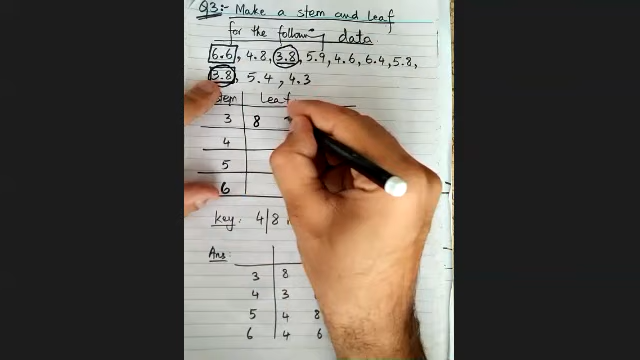 Q3: Make a stem and Leaf
for the following data
6.6, 4.8, 3.8, 5.9, 4.6, 6.4, 5.8,
3.8, 5.4, 4.3
stem Leaf
3 8
4
5
6
key: 4|8
Ans:
3 8
4 3
5 4 8
6 4 6